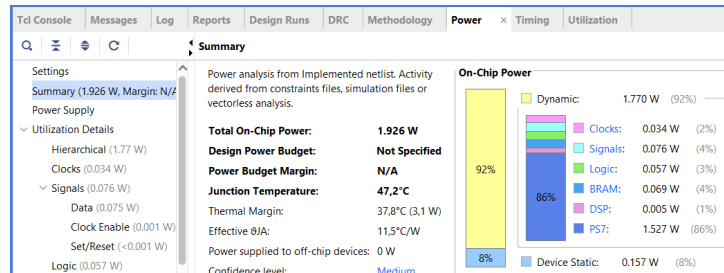 Tcl Console Messages Log Reports Design Runs DRC Methodology Power × Timing Utilization
Summary
Settings
Summary (1.926 W, Margin: N/A
Power Supply
Utilization Details
Hierarchical (1.77 W)
Clocks (0.034 W)
Signals (0.076 W)
Data (0.075 W)
Clock Enable (0.001 W)
Set/Reset (<0.001 W)
Logic (0.057 W)
Power analysis from Implemented netlist. Activity
derived from constraints files, simulation files or
vectorless analysis.
Total On-Chip Power: 1.926 W
Design Power Budget: Not Specified
Power Budget Margin: N/A
Junction Temperature: 47,2°C
Thermal Margin: 37,8°C (3,1 W)
Effective ϑJA: 11,5°C/W
Power supplied to off-chip devices: 0 W
Confidence level: Medium
On-Chip Power
92%
8%
Dynamic: 1.770 W (92%)
86%
Clocks: 0.034 W (2%)
Signals: 0.076 W (4%)
Logic: 0.057 W (3%)
BRAM: 0.069 W (4%)
DSP: 0.005 W (1%)
PS7: 1.527 W (86%)
Device Static: 0.157 W (8%)